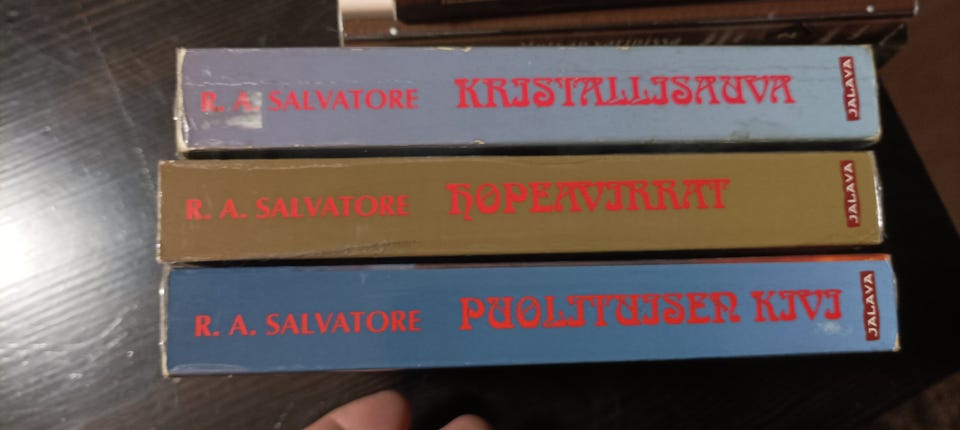 R. A. SALVATORE KRISTALLISAUVA JALAVA
R. A. SALVATORE HOPEAVIRRAT JALAVA
R. A. SALVATORE PUOLITUISEN KIVI JALAVA